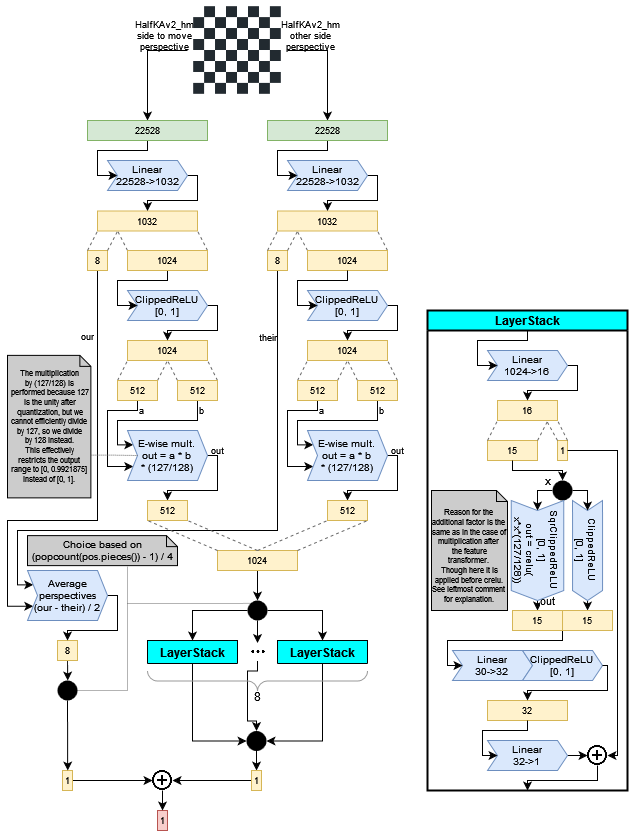 HalfKAv2_hm
side to move
perspective
HalfKAv2_hm
other side
perspective
22528
22528
Linear
22528->1032
Linear
22528->1032
1032
1032
8
1024
8
1024
ClippedReLU
[0, 1]
ClippedReLU
[0, 1]
our
their
1024
1024
512
512
512
512
a
b
a
b
The multiplication
by (127/128) is
performed because 127
is the unity after
quantization, but we
cannot efficiently divide
by 127, so we divide
by 128 instead.
This effectively
restricts the output
range to [0, 0.9921875]
instead of [0, 1].
E-wise mult.
out = a * b
* (127/128)
out
E-wise mult.
out = a * b
* (127/128)
out
512
512
Choice based on
(popcount(pos.pieces()) - 1) / 4
1024
Average
perspectives
(our - their) / 2
8
LayerStack
...
LayerStack
8
1
1
1
LayerStack
Linear
1024->16
16
15
1
x
Reason for the
additional factor is the
same as in the case of
multiplication after
the feature
transformer.
Though here it is
applied before crelu.
See leftmost comment
for explanation.
SqrClippedReLU
[0, 1]
out = crelu(
x*x*(127/128))
ClippedReLU
[0, 1]
out
15
15
Linear
30->32
ClippedReLU
[0, 1]
32
Linear
32->1